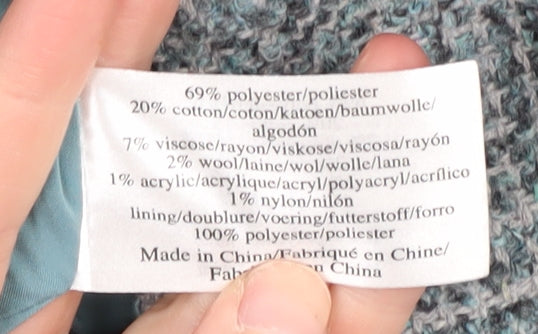 69% polyester/poliester
20% cotton/coton/katoen/baumwolle/
algodón
7% viscose/rayon/viskose/viscosa/rayón
2% wool/laine/wol/wolle/lana
1% acrylic/acrylique/acryl/polyacryl/acrílico
1% nylon/nilón
lining/doublure/voering/futterstoff/forro
100% polyester/poliester
Made in China/Fabriqué en Chine/
en China